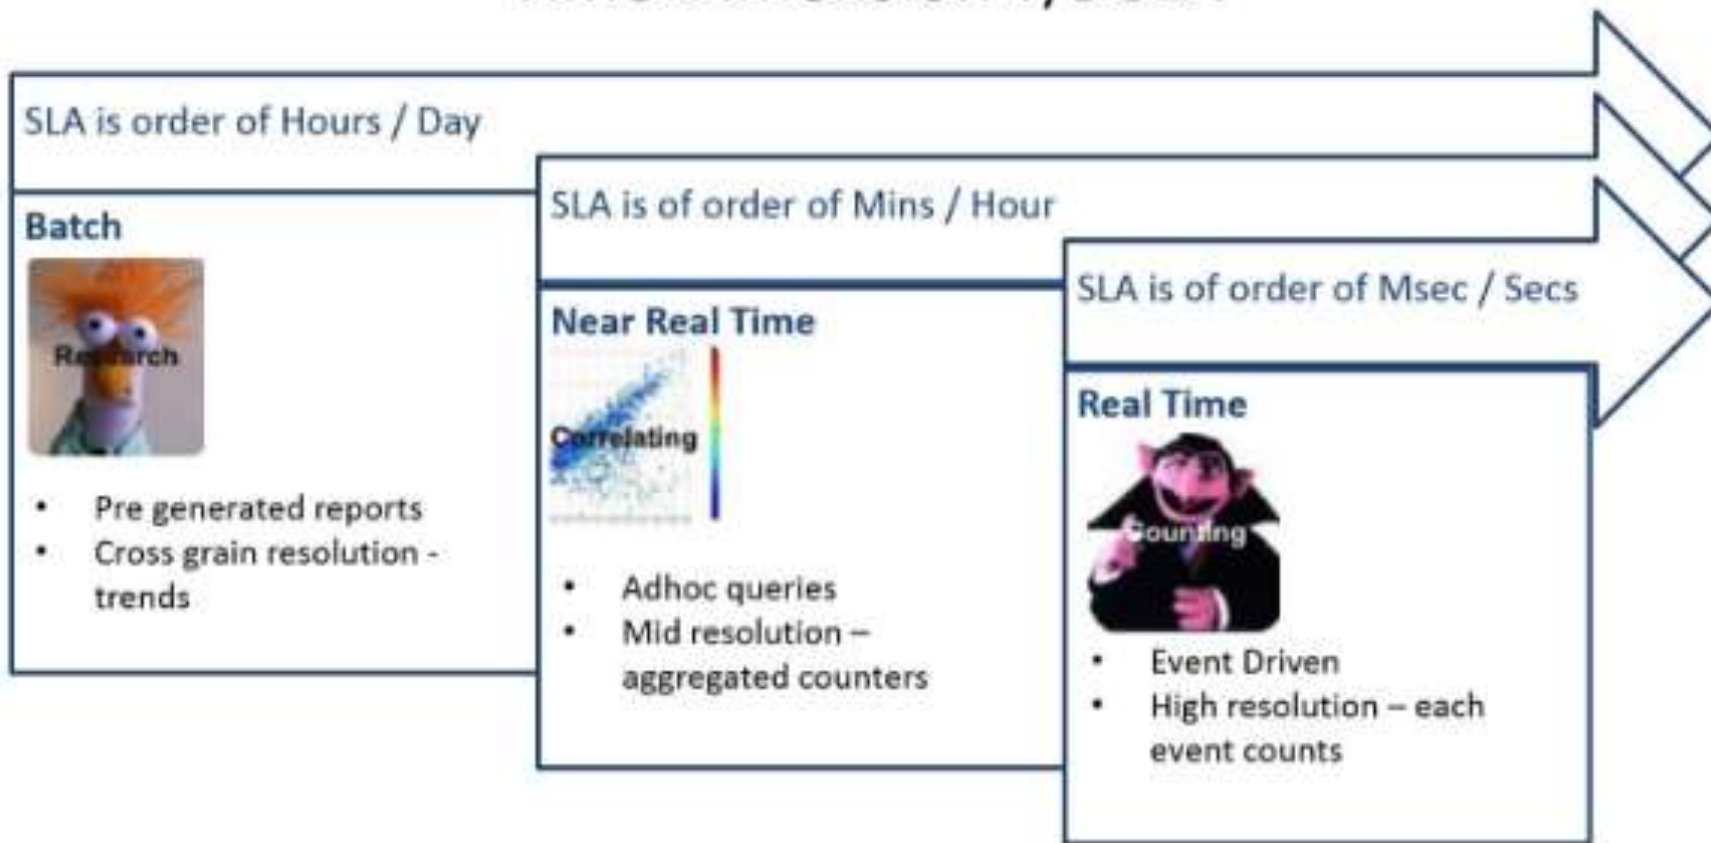 SLA is order of Hours / Day
Batch
Research
• Pre generated reports
• Cross grain resolution -
trends
SLA is of order of Mins / Hour
Near Real Time
Correlating
• Adhoc queries
• Mid resolution –
aggregated counters
SLA is of order of Msec / Secs
Real Time
Counting
• Event Driven
• High resolution – each
event counts